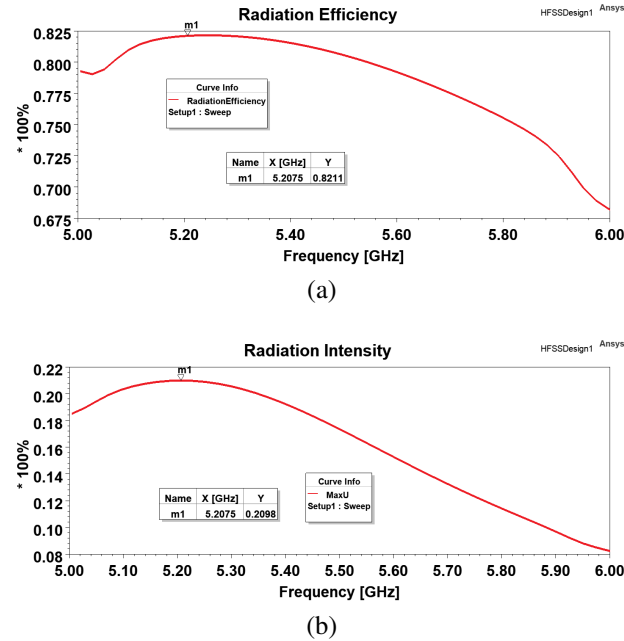 Radiation Efficiency
HFSSDesign1
Ansys
m1
0.825
0.800
0.775
0.750
0.725
0.700
0.675
* 100%
Curve Info
RadiationEfficiency
Setup1 : Sweep
Name X [GHz] Y
m1 5.2075 0.8211
5.00 5.20 5.40 5.60 5.80 6.00
Frequency [GHz]
(a)
Radiation Intensity
HFSSDesign1
Ansys
m1
0.22
0.20
0.18
0.16
0.14
0.12
0.10
0.08
* 100%
Name X [GHz] Y
m1 5.2075 0.2098
Curve Info
MaxU
Setup1 : Sweep
5.00 5.10 5.20 5.30 5.40 5.50 5.60 5.70 5.80 5.90 6.00
Frequency [GHz]
(b)